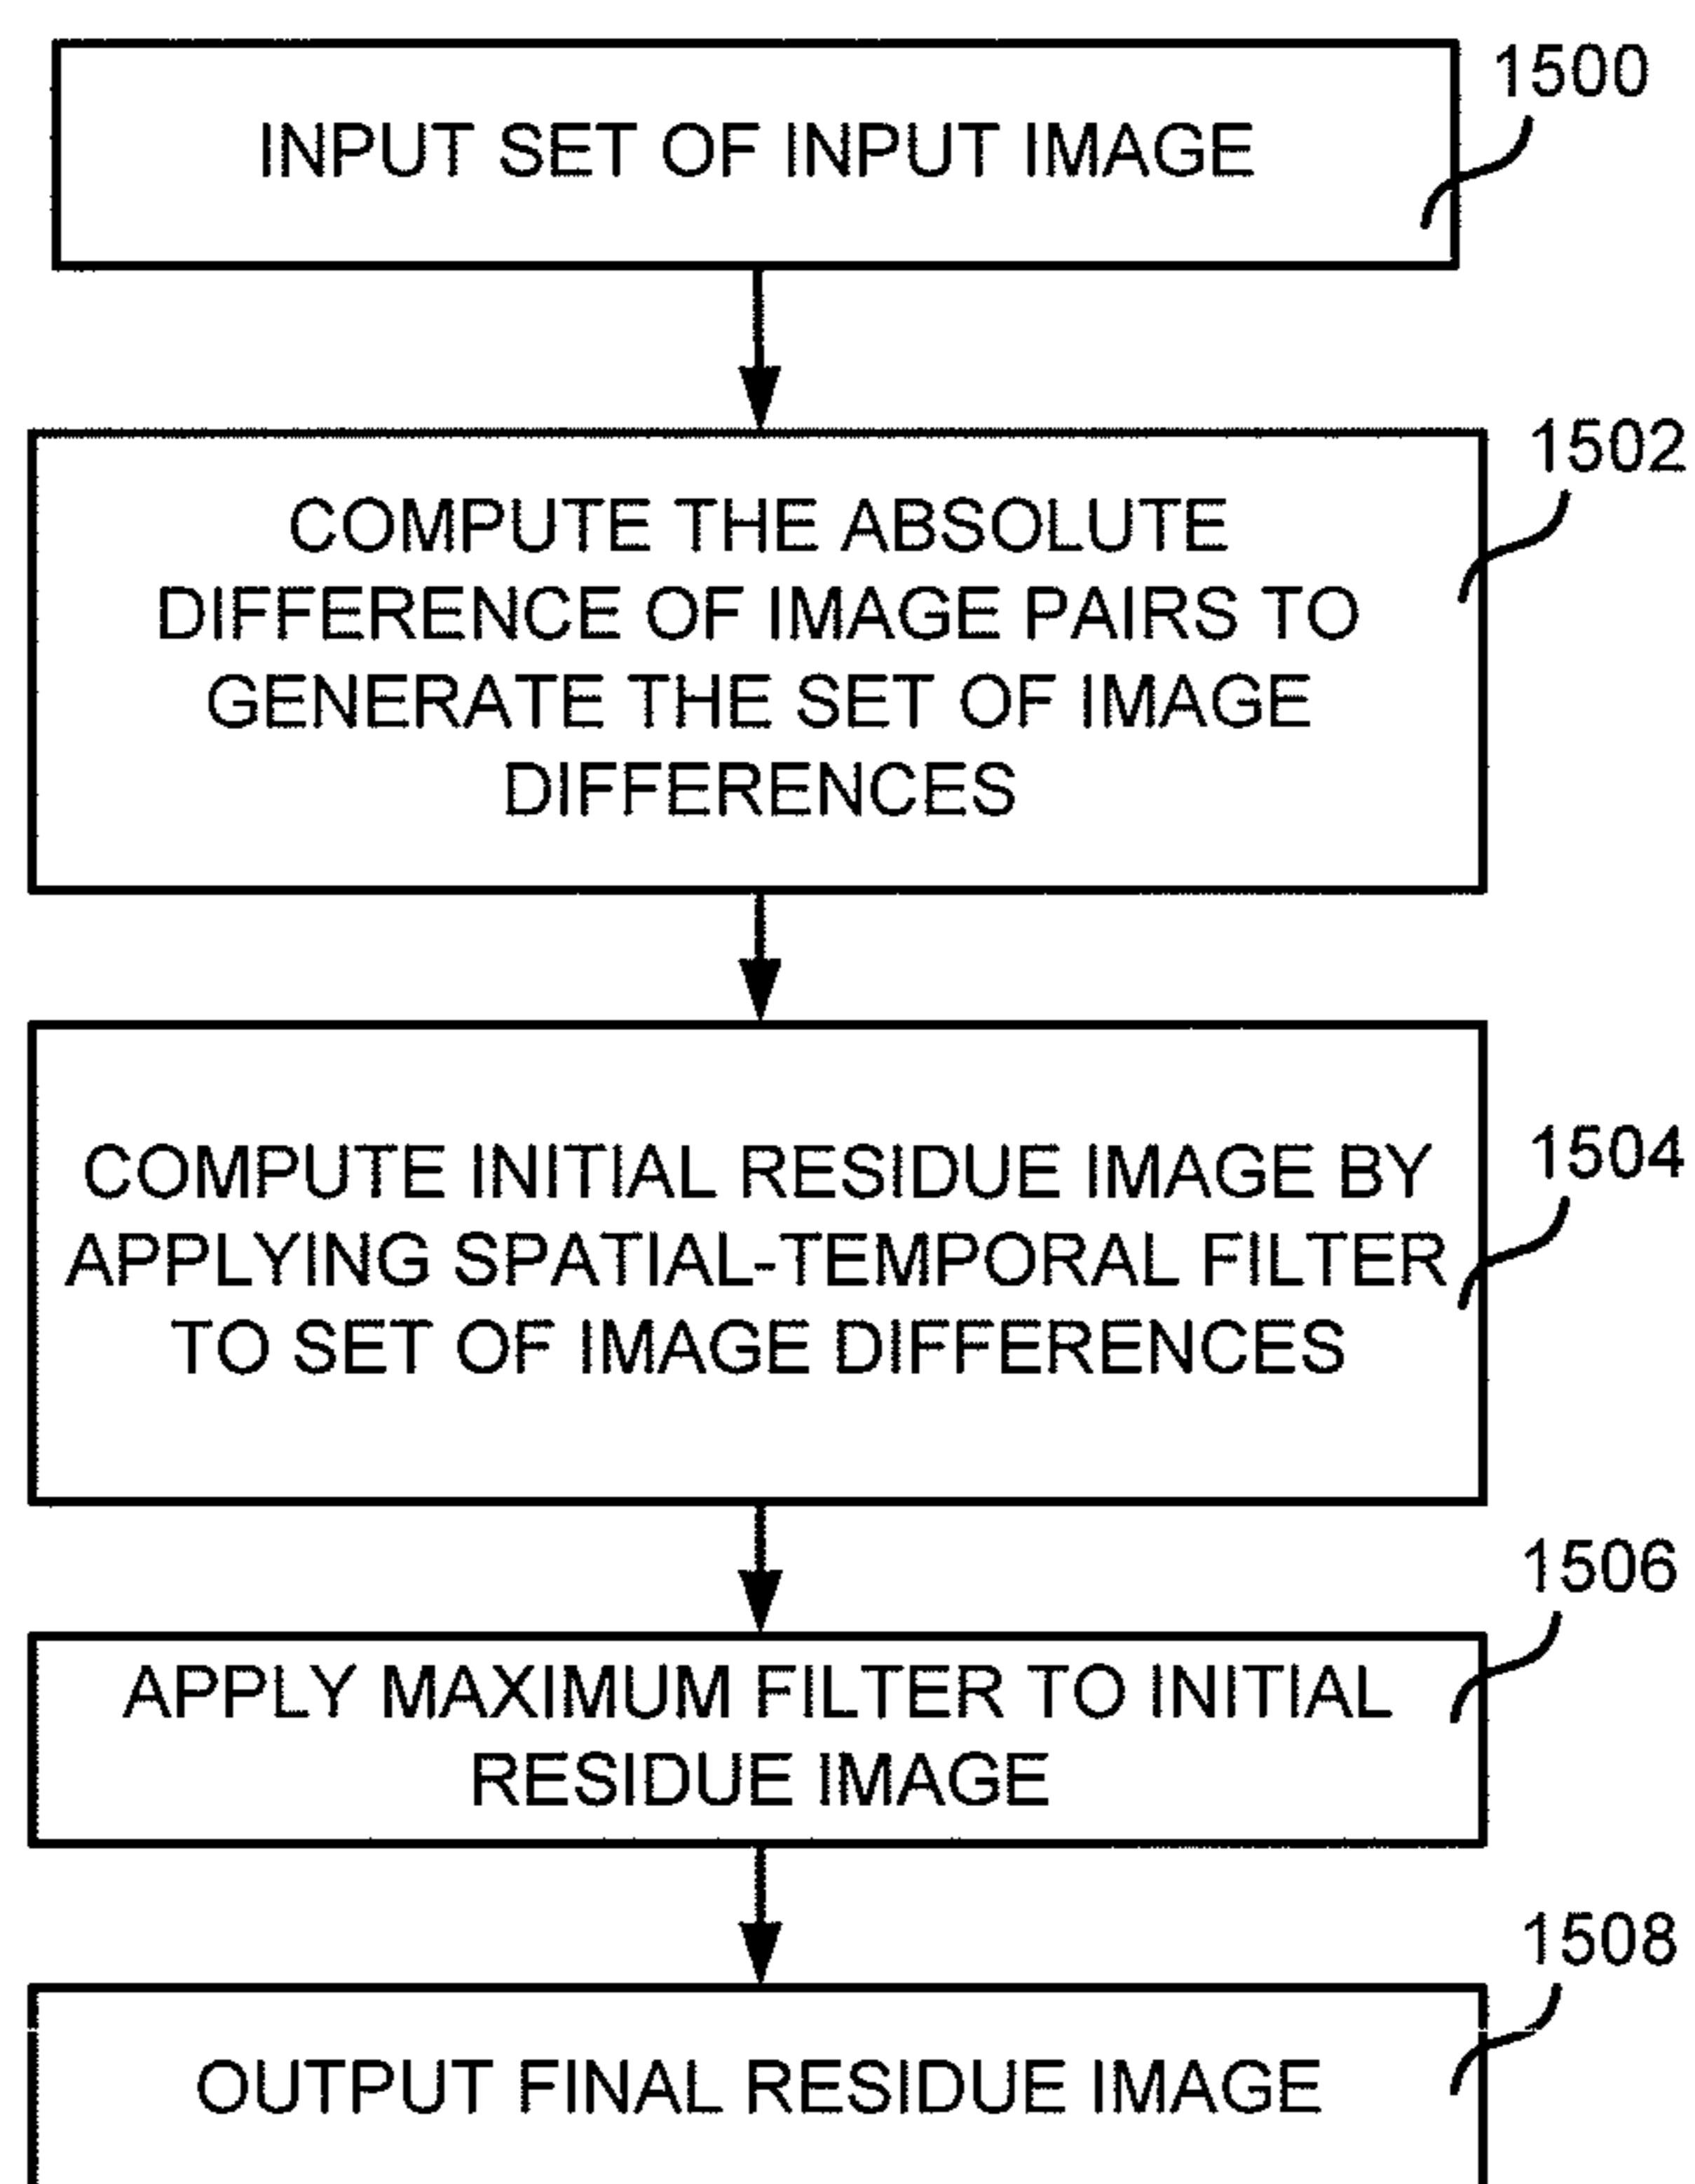 1500
INPUT SET OF INPUT IMAGE
1502
COMPUTE THE ABSOLUTE
DIFFERENCE OF IMAGE PAIRS TO
GENERATE THE SET OF IMAGE
DIFFERENCES
1504
COMPUTE INITIAL RESIDUE IMAGE BY
APPLYING SPATIAL-TEMPORAL FILTER
TO SET OF IMAGE DIFFERENCES
1506
APPLY MAXIMUM FILTER TO INITIAL
RESIDUE IMAGE
1508
OUTPUT FINAL RESIDUE IMAGE